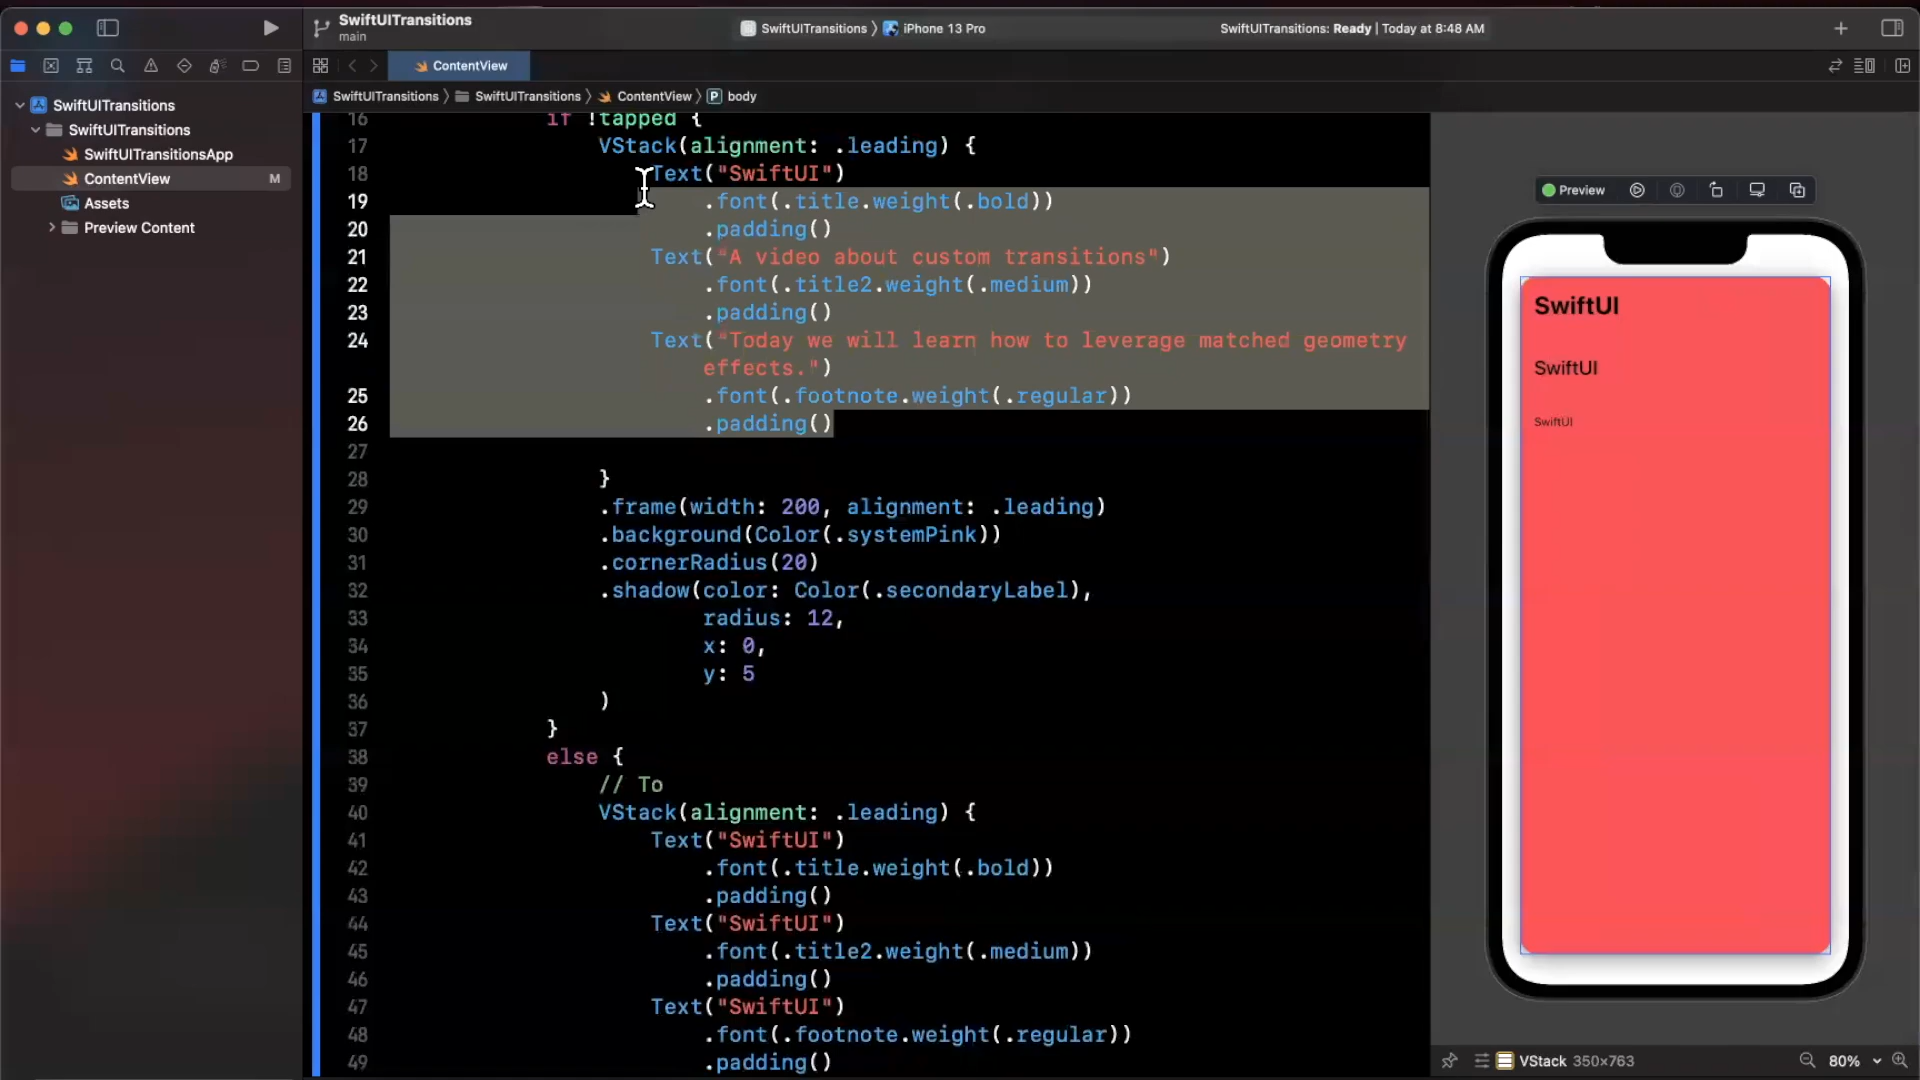 SwiftUITransitions
main
SwiftUITransitions 〉 iPhone 13 Pro
SwiftUITransitions: Ready | Today at 8:48 AM
ContentView
SwiftUITransitions
SwiftUITransitions
SwiftUITransitionsApp
ContentView M
Assets
Preview Content
SwiftUITransitions 〉 SwiftUITransitions 〉 ContentView 〉 P body
16 if !tapped {
17 VStack(alignment: .leading) {
18 Text("SwiftUI")
19 .font(.title.weight(.bold))
20 .padding()
21 Text("A video about custom transitions")
22 .font(.title2.weight(.medium))
23 .padding()
24 Text("Today we will learn how to leverage matched geometry
effects.")
25 .font(.footnote.weight(.regular))
26 .padding()
27
28 }
29 .frame(width: 200, alignment: .leading)
30 .background(Color(.systemPink))
31 .cornerRadius(20)
32 .shadow(color: Color(.secondaryLabel),
33 radius: 12,
34 x: 0,
35 y: 5
36 )
37 }
38 else {
39 // To
40 VStack(alignment: .leading) {
41 Text("SwiftUI")
42 .font(.title.weight(.bold))
43 .padding()
44 Text("SwiftUI")
45 .font(.title2.weight(.medium))
46 .padding()
47 Text("SwiftUI")
48 .font(.footnote.weight(.regular))
49 .padding()
Preview
SwiftUI
SwiftUI
SwiftUI
VStack 350×763
80%